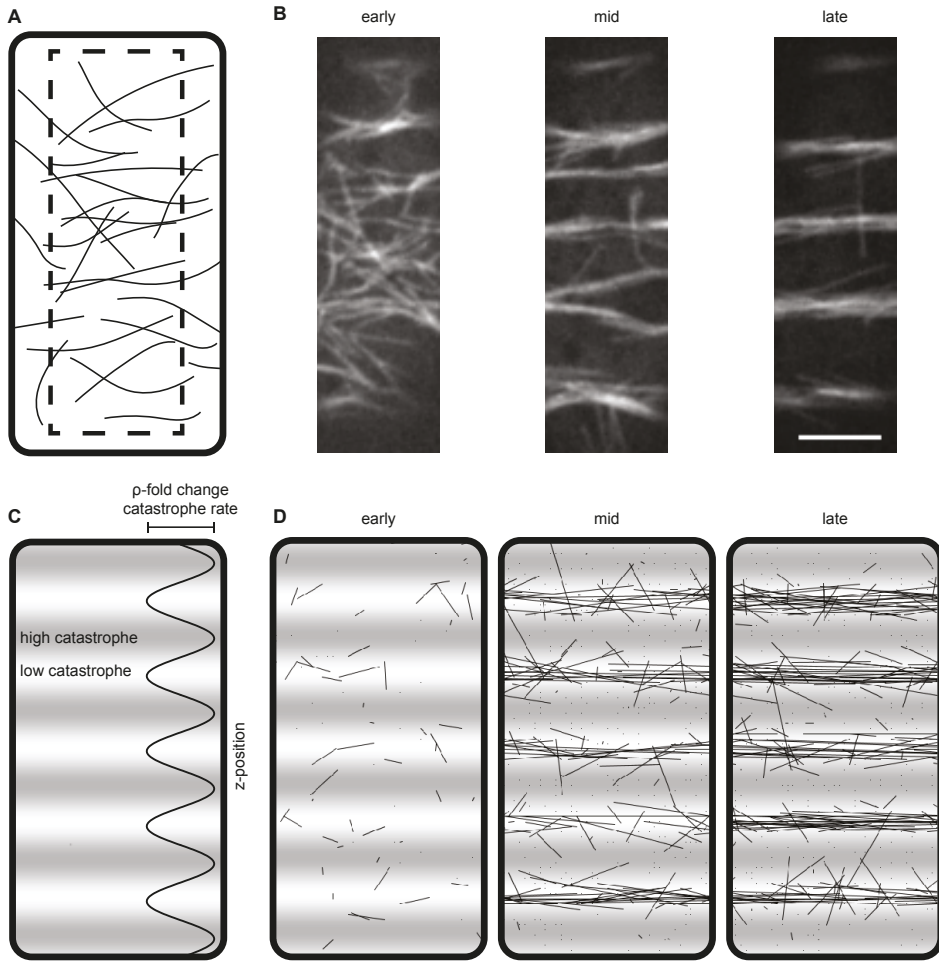 A
B
early
mid
late
C
ρ-fold change
catastrophe rate
high catastrophe
low catastrophe
z-position
D
early
mid
late